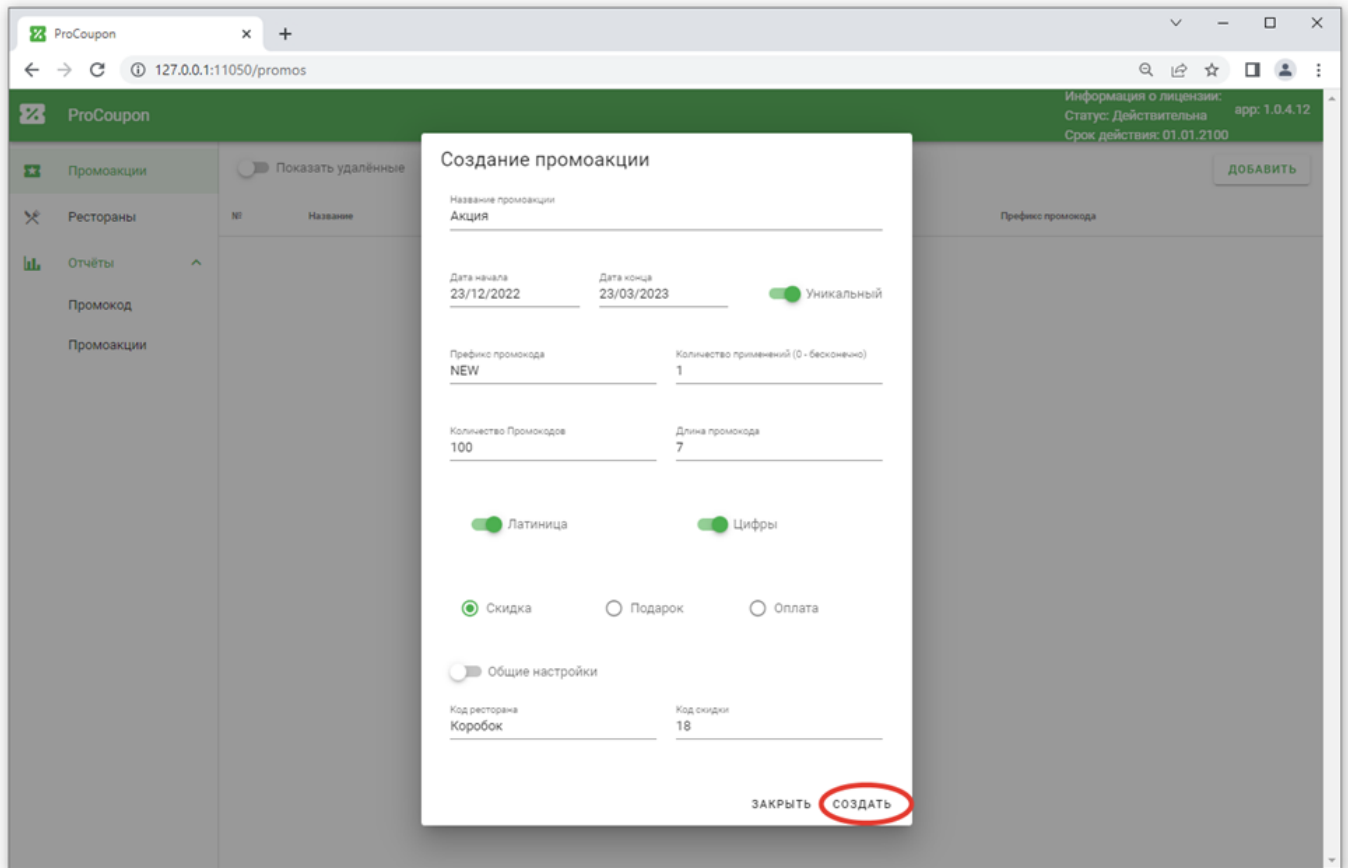 ProCoupon
127.0.0.1:11050/promos
ProCoupon
Информация о лицензии:
Статус: Действительна
Срок действия: 01.01.2100
app: 1.0.4.12
Промоакции
Рестораны
Отчёты
Промокод
Промоакции
Показать удалённые
ДОБАВИТЬ
№ Название Префикс промокода
Создание промоакции
Название промоакции
Акция
Дата начала Дата конца
23/12/2022 23/03/2023 Уникальный
Префикс промокода Количество применений (0 - бесконечно)
NEW 1
Количество Промокодов Длина промокода
100 7
Латиница Цифры
Скидка Подарок Оплата
Общие настройки
Код ресторана Код скидки
Коробок 18
ЗАКРЫТЬ СОЗДАТЬ